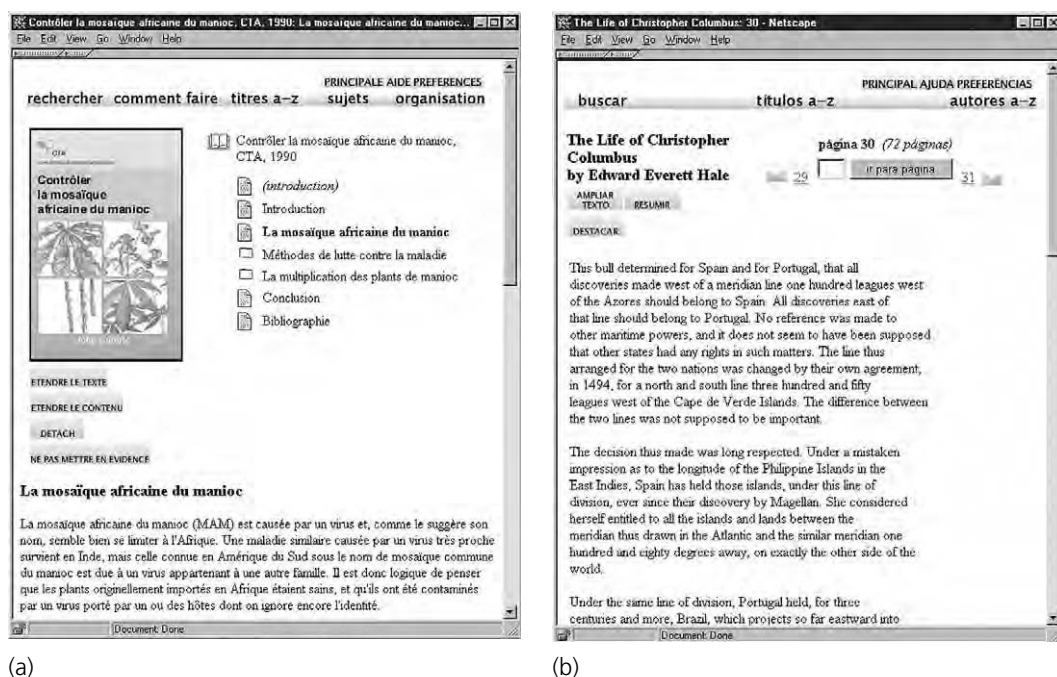 Contrôler la mosaïque africaine du manioc, CTA, 1990: La mosaïque africaine du manioc...
File Edit View Go Window Help
PRINCIPALE AIDE PREFERENCES
rechercher comment faire titres a–z sujets organisation
CTA
Contrôler
la mosaïque
africaine du manioc
Contrôler la mosaïque africaine du manioc,
CTA, 1990
(introduction)
Introduction
La mosaïque africaine du manioc
Méthodes de lutte contre la maladie
La multiplication des plants de manioc
Conclusion
Bibliographie
ETENDRE LE TEXTE
ETENDRE LE CONTENU
DETACH
NE PAS METTRE EN EVIDENCE
La mosaïque africaine du manioc
La mosaïque africaine du manioc (MAM) est causée par un virus et, comme le suggère son
nom, semble bien se limiter à l'Afrique. Une maladie similaire causée par un virus très proche
survient en Inde, mais celle connue en Amérique du Sud sous le nom de mosaïque commune
du manioc est due à un virus appartenant à une autre famille. Il est donc logique de penser
que les plants originellement importés en Afrique étaient sains, et qu'ils ont été contaminés
par un virus porté par un ou des hôtes dont on ignore encore l'identité.
Document: Done
(a)
The Life of Christopher Columbus: 30 - Netscape
File Edit View Go Window Help
PRINCIPAL AJUDA PREFERÊNCIAS
buscar títulos a–z autores a–z
The Life of Christopher
Columbus
by Edward Everett Hale
página 30 (72 páginas)
29 ir para página 31
AMPLIAR
TEXTO RESUMIR
DESTACAR
This bull determined for Spain and for Portugal, that all
discoveries made west of a meridian line one hundred leagues west
of the Azores should belong to Spain. All discoveries east of
that line should belong to Portugal. No reference was made to
other maritime powers, and it does not seem to have been supposed
that other states had any rights in such matters. The line thus
arranged for the two nations was changed by their own agreement,
in 1494, for a north and south line three hundred and fifty
leagues west of the Cape de Verde Islands. The difference between
the two lines was not supposed to be important.
The decision thus made was long respected. Under a mistaken
impression as to the longitude of the Philippine Islands in the
East Indies, Spain has held those islands, under this line of
division, ever since their discovery by Magellan. She considered
herself entitled to all the islands and lands between the
meridian thus drawn in the Atlantic and the similar meridian one
hundred and eighty degrees away, on exactly the other side of the
world.
Under the same line of division, Portugal held, for three
centuries and more, Brazil, which projects so far eastward into
Document: Done
(b)